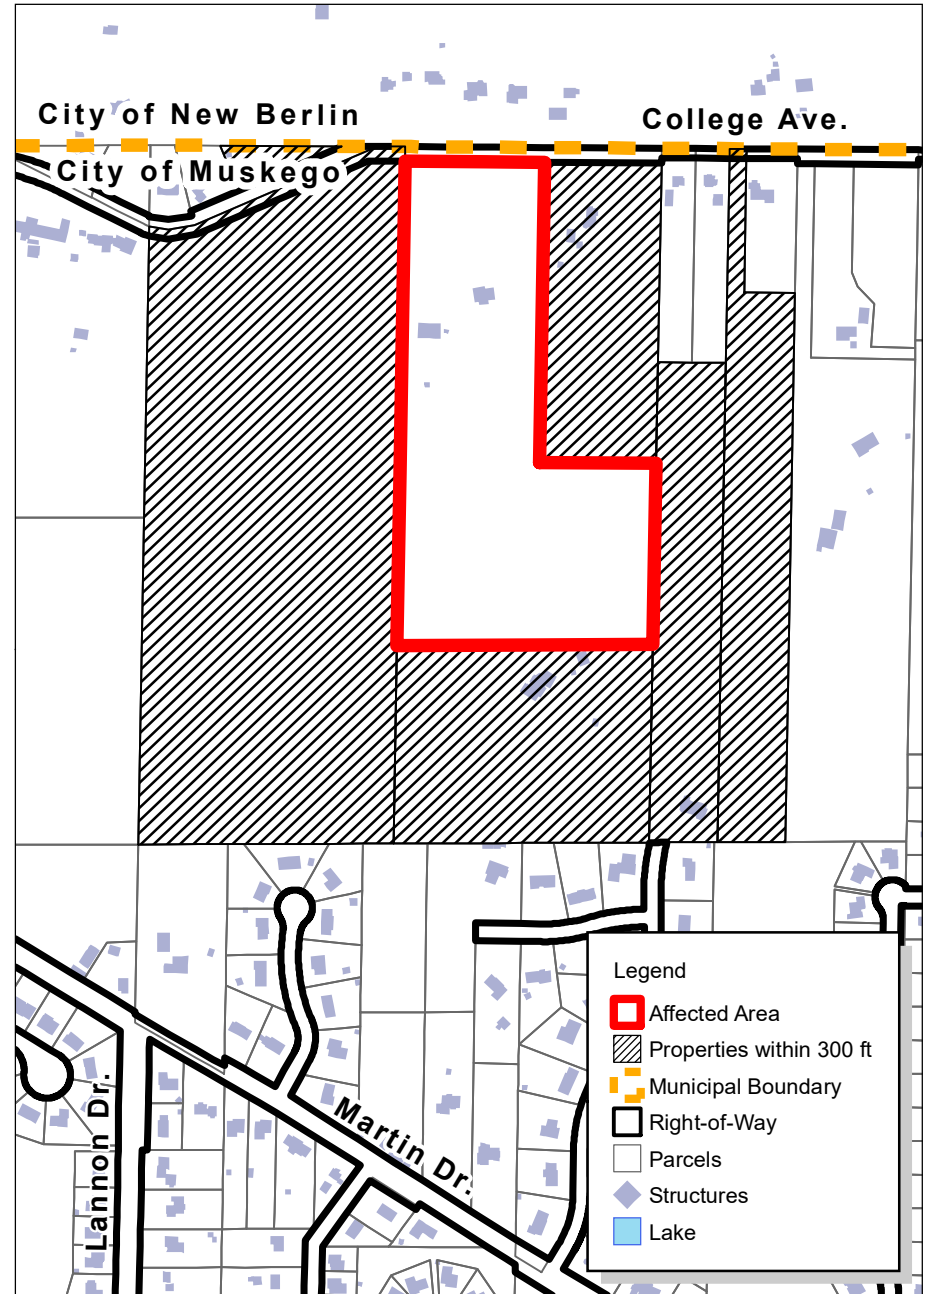 City of New Berlin
College Ave.
City of Muskego
Lannon Dr.
Martin Dr.
Legend
Affected Area
Properties within 300 ft
Municipal Boundary
Right-of-Way
Parcels
Structures
Lake